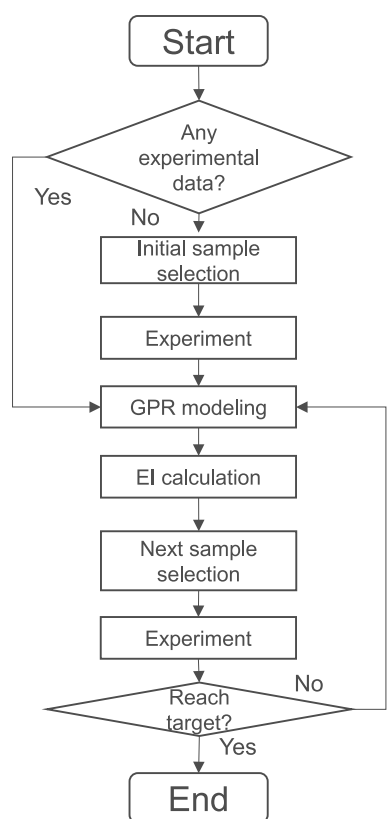 Start
Any
experimental
data?
Yes
No
Initial sample
selection
Experiment
GPR modeling
EI calculation
Next sample
selection
Experiment
No
Reach
target?
Yes
End